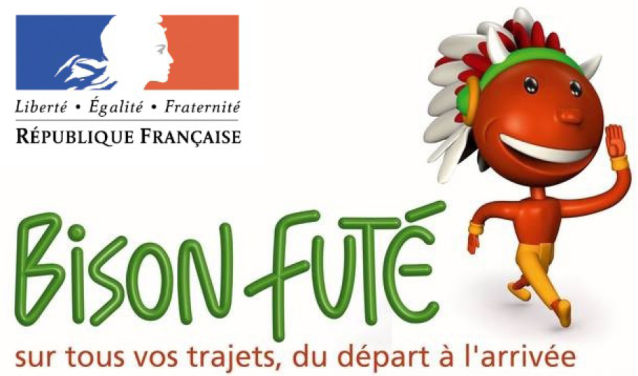 Liberté • Égalité • Fraternité
RÉPUBLIQUE FRANÇAISE
BISON FUTÉ
sur tous vos trajets, du départ à l'arrivée